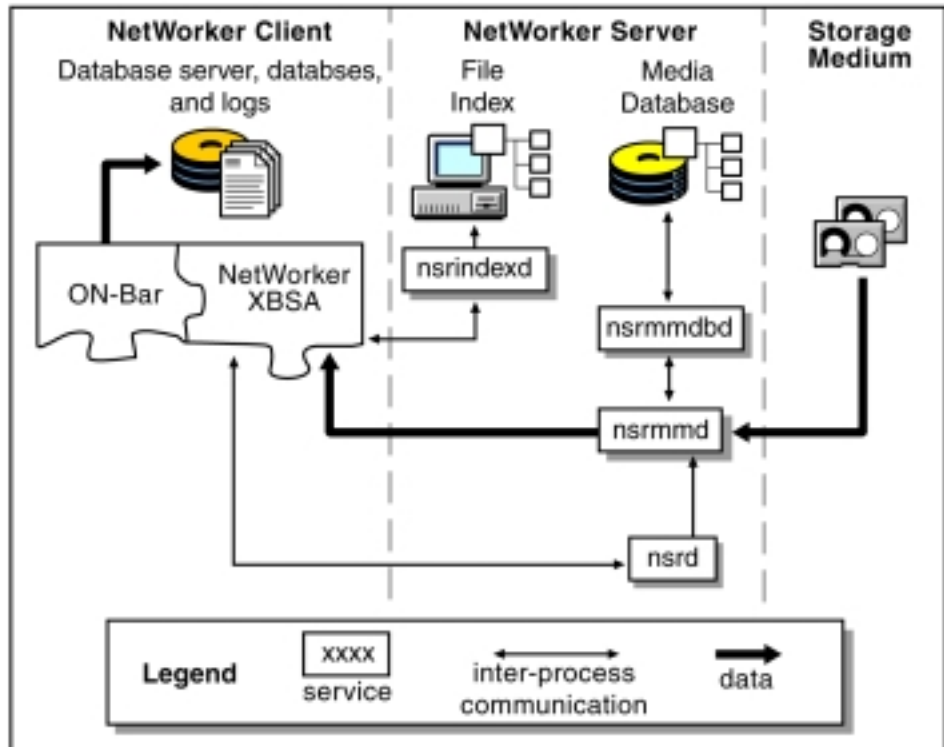 NetWorker Client
Database server, databses,
and logs
NetWorker Server
File
Index
Media
Database
Storage
Medium
ON-Bar
NetWorker
XBSA
nsrindexd
nsrmmdbd
nsrmmd
nsrd
Legend
xxxx
service
inter-process
communication
data